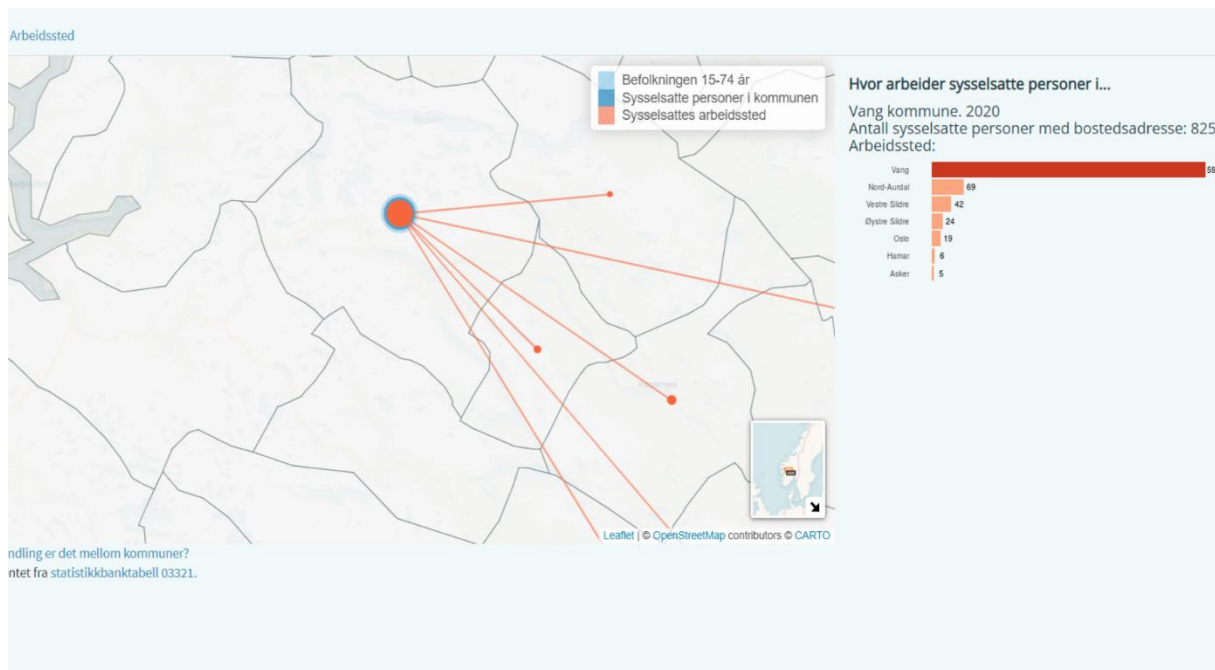 Arbeidssted
Befolkningen 15-74 år
Sysselsatte personer i kommunen
Sysselsattes arbeidssted
Leaflet | © OpenStreetMap contributors © CARTO
Hvor arbeider sysselsatte personer i...
Vang kommune. 2020
Antall sysselsatte personer med bostedsadresse: 825
Arbeidssted:
Vang 59
Nord-Aurdal 69
Vestre Slidre 42
Øystre Slidre 24
Oslo 19
Hamar 6
Asker 5
ndling er det mellom kommuner?
ntet fra statistikkbanktabell 03321.